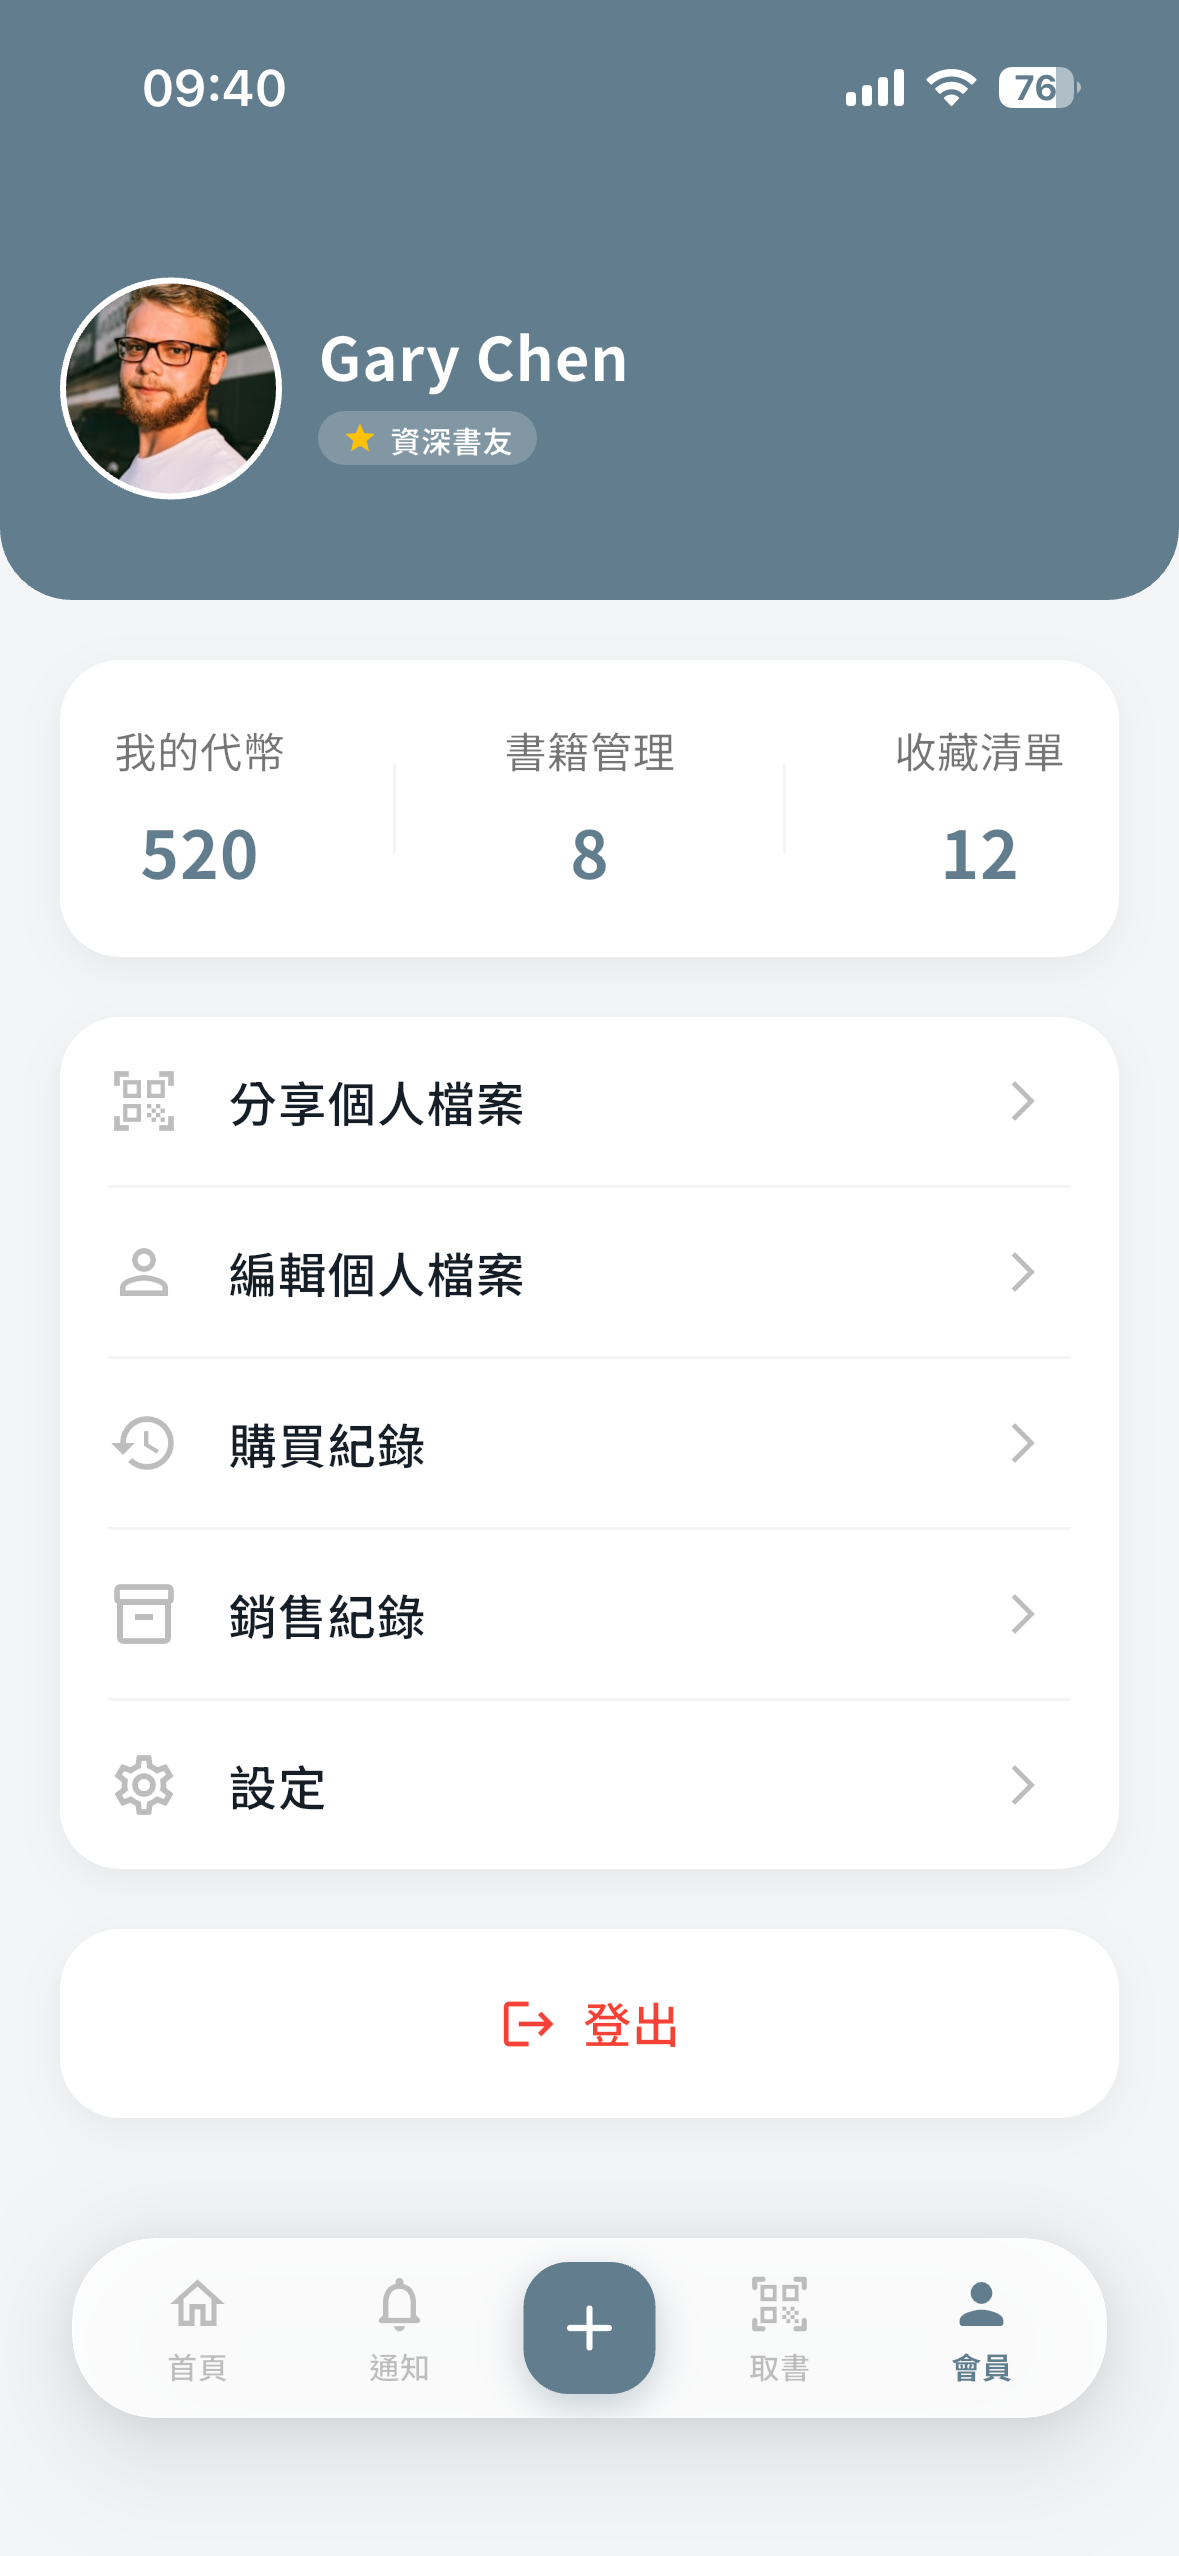 09:40
76
Gary Chen
資深書友
我的代幣
書籍管理
收藏清單
520
8
12
分享個人檔案
編輯個人檔案
購買紀錄
銷售紀錄
設定
登出
首頁
通知
取書
會員